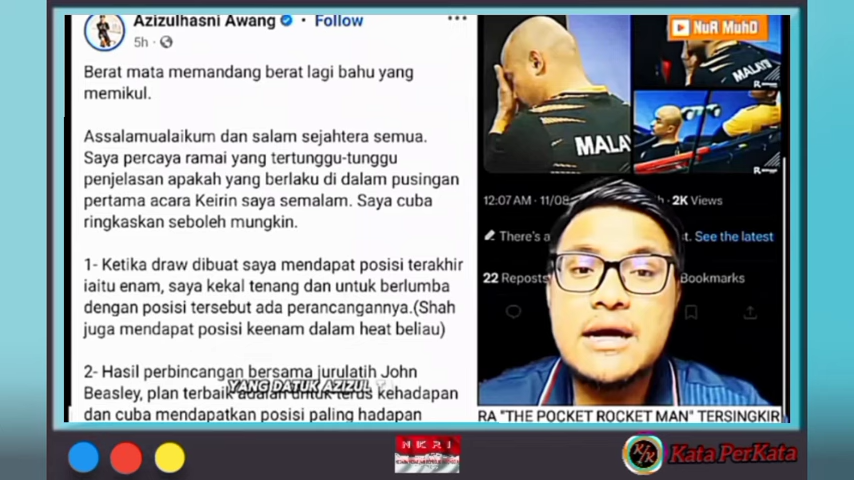 Azizulhasni Awang · Follow
5h ·
Berat mata memandang berat lagi bahu yang
memikul.
Assalamualaikum dan salam sejahtera semua.
Saya percaya ramai yang tertunggu-tunggu
penjelasan apakah yang berlaku di dalam pusingan
pertama acara Keirin saya semalam. Saya cuba
ringkaskan seboleh mungkin.
1- Ketika draw dibuat saya mendapat posisi terakhir
iaitu enam, saya kekal tenang dan untuk berlumba
dengan posisi tersebut ada perancangannya.(Shah
juga mendapat posisi keenam dalam heat beliau)
2- Hasil perbincangan bersama jurulatih John
Beasley, plan terbaik adalah untuk terus kehadapan
dan cuba mendapatkan posisi paling hadapan
YANG DATUK AZIZUL
NUR MUHD
MALAY
MALAYSI
12:07 AM · 11/08
2K Views
There's a
See the latest
22 Reposts
Bookmarks
RA "THE POCKET ROCKET MAN" TERSINGKIR
NKRI
KPK
Kata PerKata